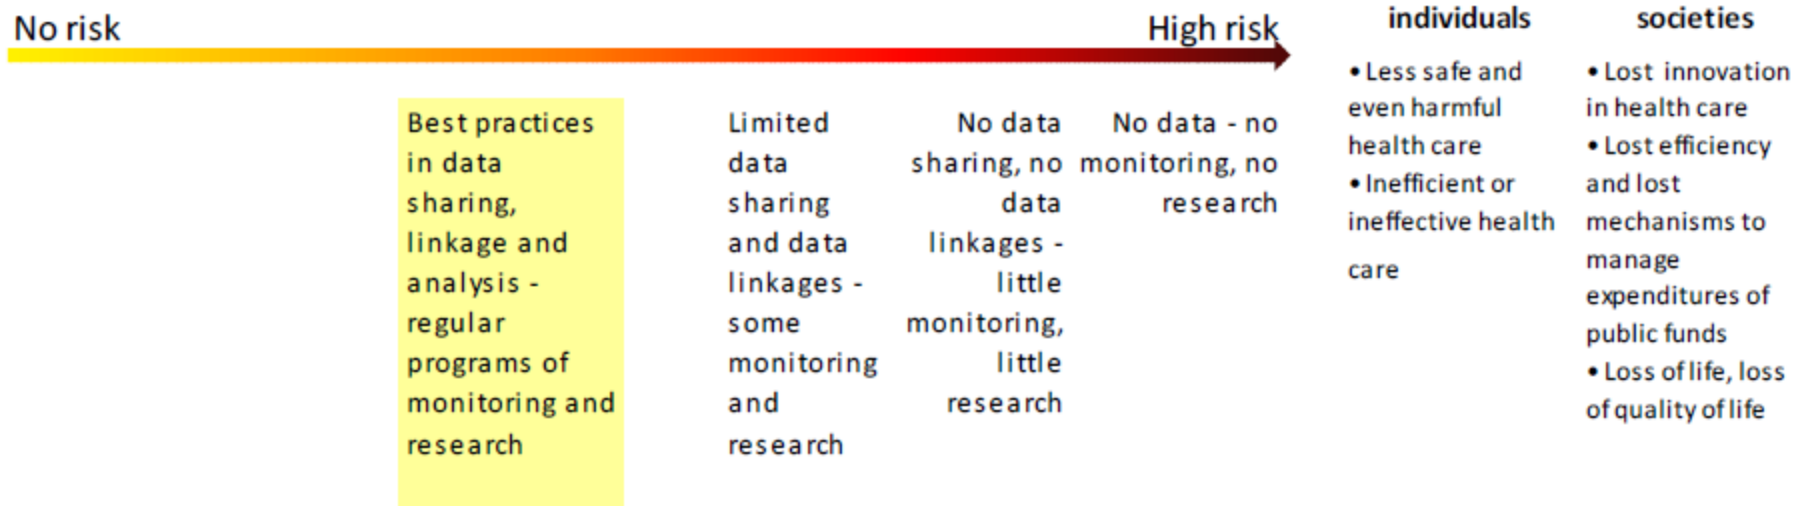 No risk
High risk
Best practices
in data
sharing,
linkage and
analysis -
regular
programs of
monitoring and
research
Limited
data
sharing
and data
linkages -
some
monitoring
and
research
No data
sharing, no
data
linkages -
little
monitoring,
little
research
No data - no
monitoring, no
research
individuals
• Less safe and
even harmful
health care
• Inefficient or
ineffective health
care
societies
• Lost innovation
in health care
• Lost efficiency
and lost
mechanisms to
manage
expenditures of
public funds
• Loss of life, loss
of quality of life